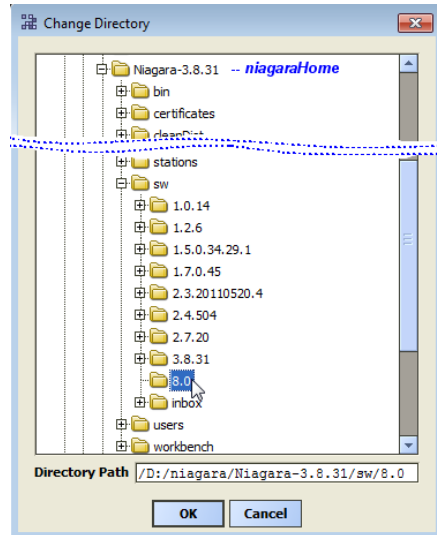 Change Directory
Niagara-3.8.31 -- niagaraHome
bin
certificates
cleanDist
stations
sw
1.0.14
1.2.6
1.5.0.34.29.1
1.7.0.45
2.3.20110520.4
2.4.504
2.7.20
3.8.31
8.0
inbox
users
workbench
Directory Path /D:/niagara/Niagara-3.8.31/sw/8.0
OK Cancel